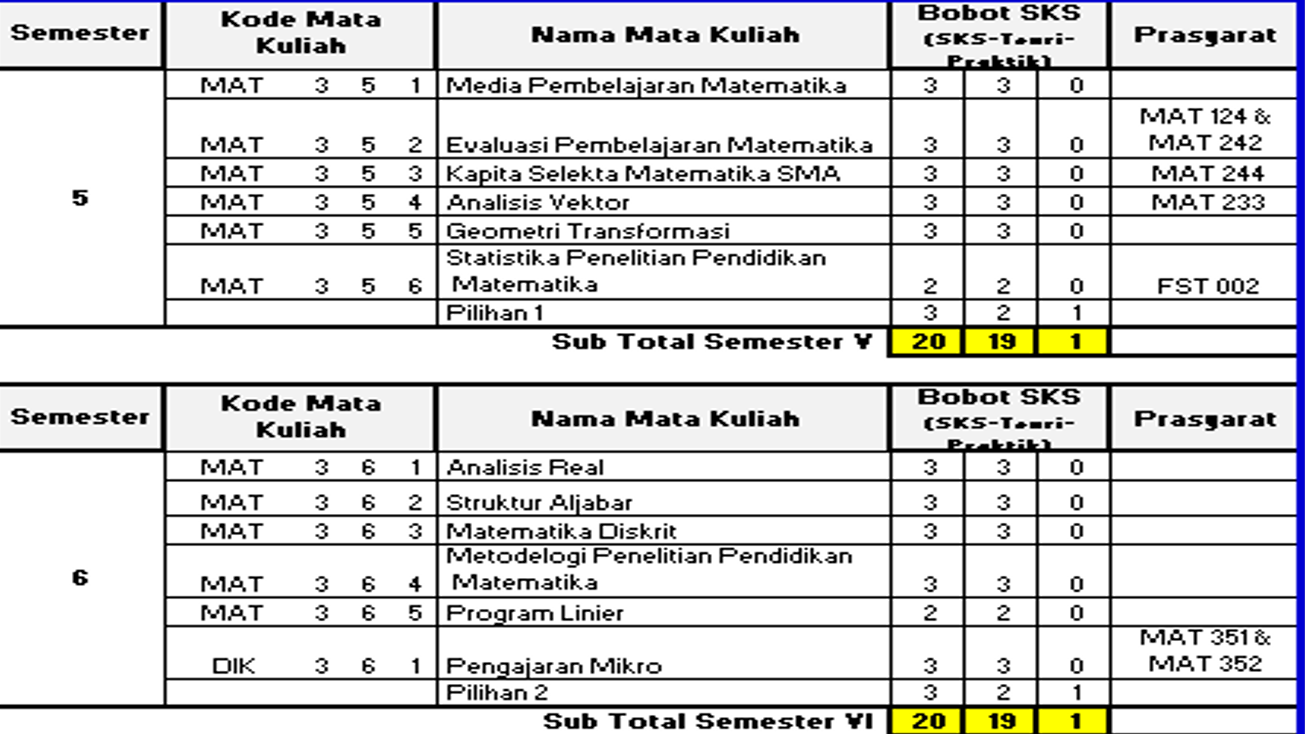 Semester Kode Mata Kuliah Nama Mata Kuliah Bobot SKS (SKS-Teori-Praktik) Prasyarat
MAT 3 5 1 Media Pembelajaran Matematika 3 3 0
MAT 3 5 2 Evaluasi Pembelajaran Matematika 3 3 0 MAT 124 & MAT 242
MAT 3 5 3 Kapita Selekta Matematika SMA 3 3 0 MAT 244
5 MAT 3 5 4 Analisis Vektor 3 3 0 MAT 233
MAT 3 5 5 Geometri Transformasi 3 3 0
MAT 3 5 6 Statistika Penelitian Pendidikan Matematika 2 2 0 FST 002
Pilihan 1 3 2 1
Sub Total Semester V 20 19 1
Semester Kode Mata Kuliah Nama Mata Kuliah Bobot SKS (SKS-Teori-Praktik) Prasyarat
MAT 3 6 1 Analisis Real 3 3 0
MAT 3 6 2 Struktur Aljabar 3 3 0
MAT 3 6 3 Matematika Diskrit 3 3 0
6 MAT 3 6 4 Metodelogi Penelitian Pendidikan Matematika 3 3 0
MAT 3 6 5 Program Linier 2 2 0
DIK 3 6 1 Pengajaran Mikro 3 3 0 MAT 351 & MAT 352
Pilihan 2 3 2 1
Sub Total Semester VI 20 19 1